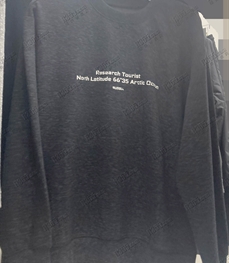 Research Tourist
North Latitude 66°35 Arctic Circle